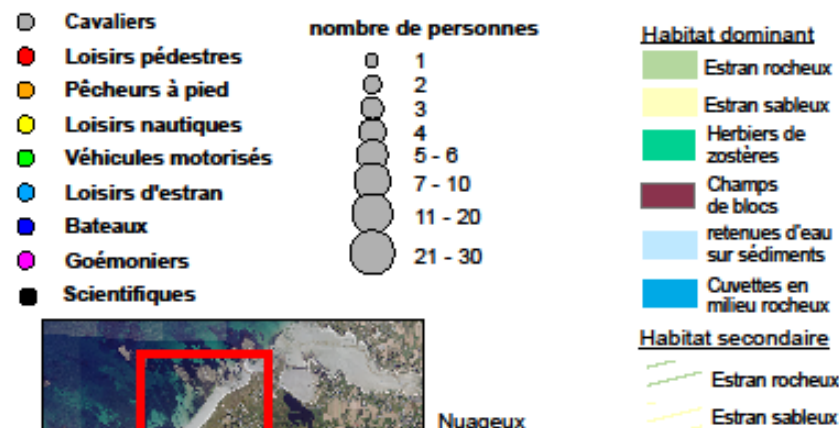 Cavaliers
Loisirs pédestres
Pêcheurs à pied
Loisirs nautiques
Véhicules motorisés
Loisirs d'estran
Bateaux
Goémoniers
Scientifiques
nombre de personnes
1
2
3
4
5 - 6
7 - 10
11 - 20
21 - 30
Habitat dominant
Estran rocheux
Estran sableux
Herbiers de
zostères
Champs
de blocs
retenues d'eau
sur sédiments
Cuvettes en
milieu rocheux
Habitat secondaire
Estran rocheux
Estran sableux
Nuageux